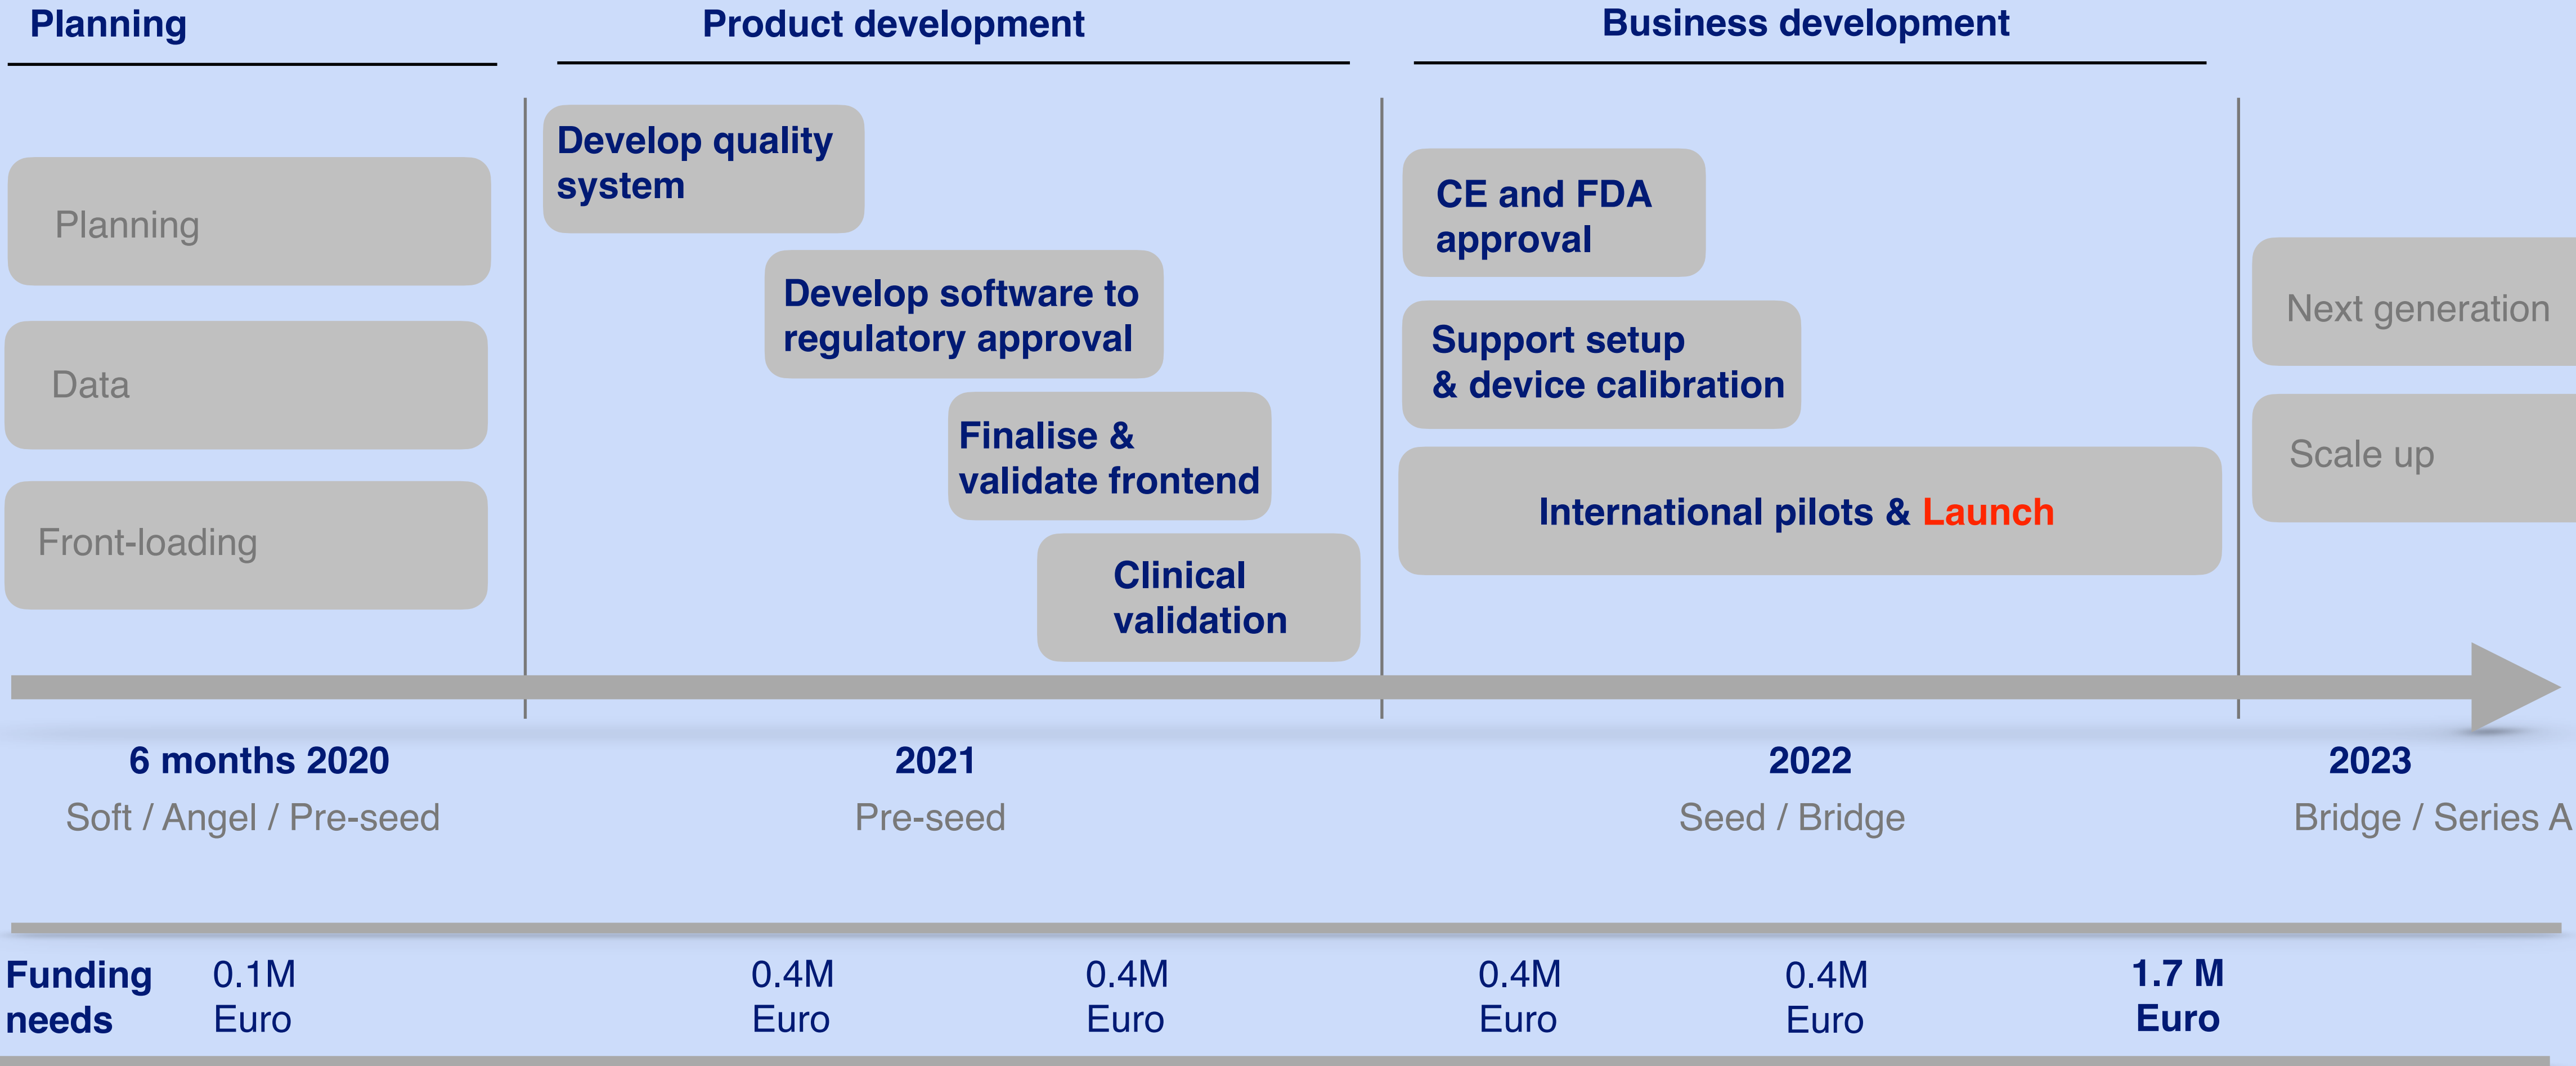 Planning
Product development
Business development
Planning
Data
Front-loading
Develop quality
system
Develop software to
regulatory approval
Finalise &
validate frontend
Clinical
validation
CE and FDA
approval
Support setup
& device calibration
International pilots & Launch
Next generation
Scale up
6 months 2020
Soft / Angel / Pre-seed
2021
Pre-seed
2022
Seed / Bridge
2023
Bridge / Series A
Funding
needs
0.1M
Euro
0.4M
Euro
0.4M
Euro
0.4M
Euro
0.4M
Euro
1.7 M
Euro